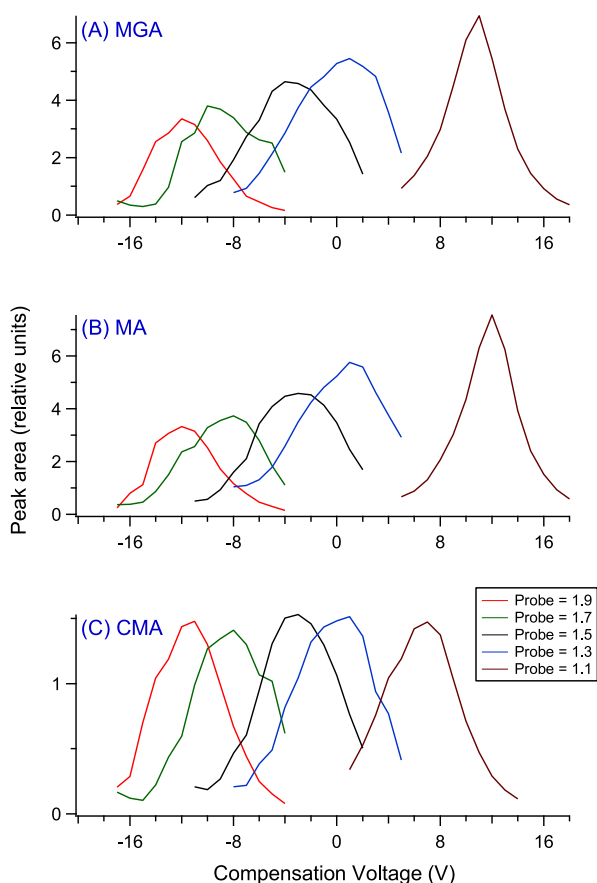 (A) MGA
6
4
2
0
-16 -8 0 8 16
(B) MA
Peak area (relative units)
6
4
2
0
-16 -8 0 8 16
(C) CMA
Probe = 1.9
Probe = 1.7
Probe = 1.5
Probe = 1.3
Probe = 1.1
1
0
-16 -8 0 8 16
Compensation Voltage (V)